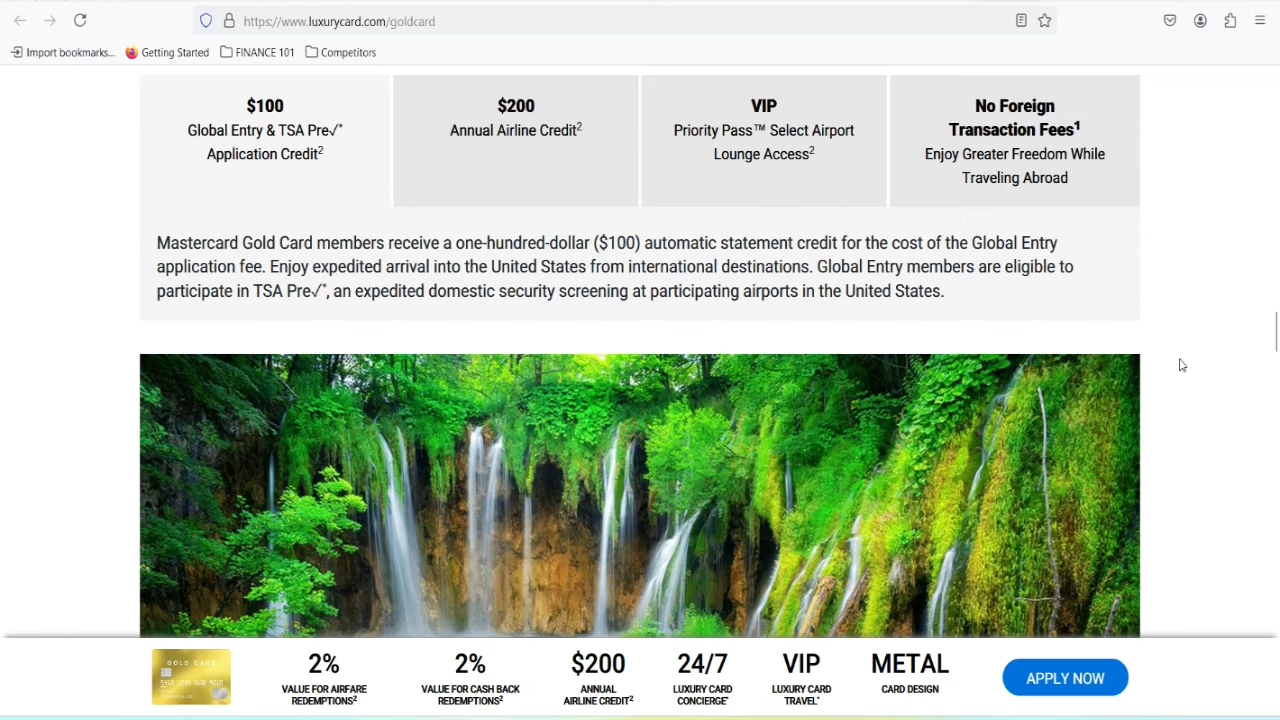 https://www.luxurycard.com/goldcard
Import bookmarks...
Getting Started
FINANCE 101
Competitors
$100
Global Entry & TSA Pre√*
Application Credit2
$200
Annual Airline Credit2
VIP
Priority Pass™ Select Airport
Lounge Access2
No Foreign
Transaction Fees1
Enjoy Greater Freedom While
Traveling Abroad
Mastercard Gold Card members receive a one-hundred-dollar ($100) automatic statement credit for the cost of the Global Entry
application fee. Enjoy expedited arrival into the United States from international destinations. Global Entry members are eligible to
participate in TSA Pre√*, an expedited domestic security screening at participating airports in the United States.
GOLD CARD
2%
VALUE FOR AIRFARE
REDEMPTIONS2
2%
VALUE FOR CASH BACK
REDEMPTIONS2
$200
ANNUAL
AIRLINE CREDIT2
24/7
LUXURY CARD
CONCIERGE*
VIP
LUXURY CARD
TRAVEL*
METAL
CARD DESIGN
APPLY NOW